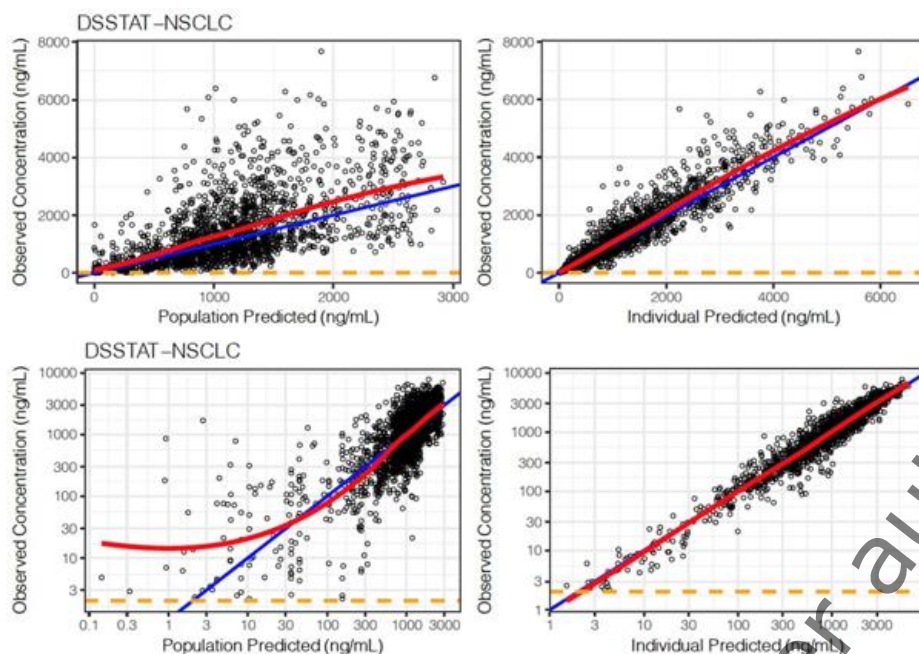 DSSTAT-NSCLC
Observed Concentration (ng/mL)
8000
6000
4000
2000
0
0 1000 2000 3000
Population Predicted (ng/mL)
Observed Concentration (ng/mL)
8000
6000
4000
2000
0
0 2000 4000 6000
Individual Predicted (ng/mL)
DSSTAT-NSCLC
Observed Concentration (ng/mL)
10000
3000
1000
300
100
30
10
3
0.1 0.3 1 3 10 30 100 300 1000 3000
Population Predicted (ng/mL)
Observed Concentration (ng/mL)
10000
3000
1000
300
100
30
10
3
1
1 3 10 30 100 300 1000 3000
Individual Predicted (ng/mL)